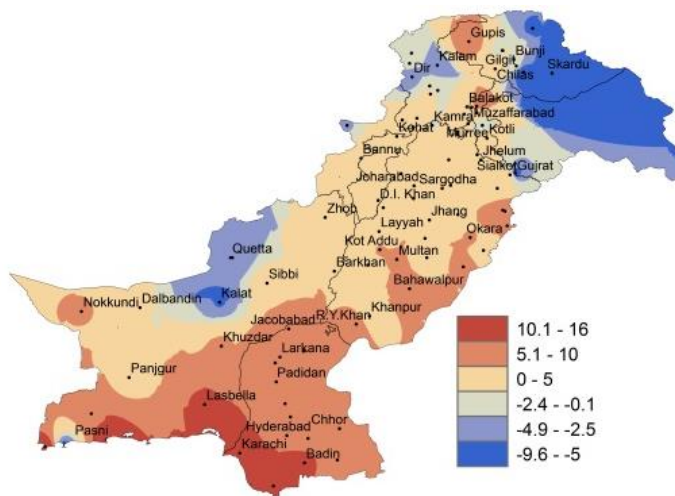 Gupis
Bunji
Kalam
Gilgit
Dir
Chilas
Skardu
Balakot
Kamra
Muzaffarabad
Kohat
Murree
Kotli
Bannu
Jhelum
Sialkot
Gujrat
Joharabad
Sargodha
D.I. Khan
Zhob
Layyah
Jhang
Kot Addu
Okara
Quetta
Barkhan
Multan
Sibbi
Bahawalpur
Nokkundi
Dalbandin
Kalat
Jacobabad
R.Y.Khan
Khanpur
Khuzdar
Larkana
Panjgur
Padidan
Lasbella
Pasni
Hyderabad
Chhor
Karachi
Badin
10.1 - 16
5.1 - 10
0 - 5
-2.4 - -0.1
-4.9 - -2.5
-9.6 - -5